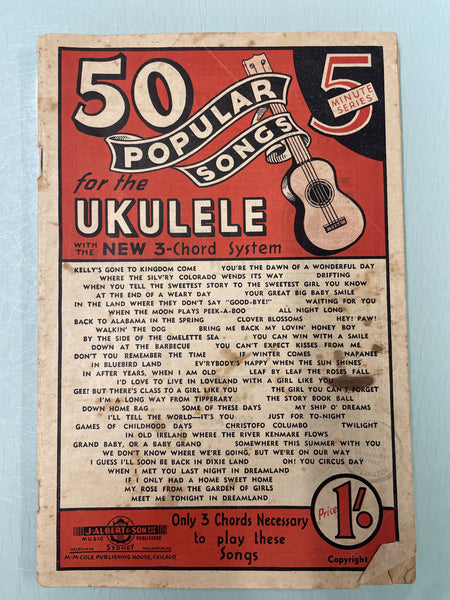 50
POPULAR
SONGS
5
MINUTE
SERIES
for the
UKULELE
WITH THE NEW 3-Chord System
KELLY'S GONE TO KINGDOM COME YOU'RE THE DAWN OF A WONDERFUL DAY
WHERE THE SILV'RY COLORADO WENDS ITS WAY DRIFTING
WHEN YOU TELL THE SWEETEST STORY TO THE SWEETEST GIRL YOU KNOW
AT THE END OF A WEARY DAY YOUR GREAT BIG BABY SMILE
IN THE LAND WHERE THEY DON'T SAY "GOOD-BYE!" WAITING FOR YOU
WHEN THE MOON PLAYS PEEK-A-BOO ALL NIGHT LONG
BACK TO ALABAMA IN THE SPRING CLOVER BLOSSOMS HEY! PAW!
WALKIN' THE DOG BRING ME BACK MY LOVIN' HONEY BOY
BY THE SIDE OF THE OMELETTE SEA YOU CAN WIN WITH A SMILE
DOWN AT THE BARBECUE YOU CAN'T EXPECT KISSES FROM ME
DON'T YOU REMEMBER THE TIME IF WINTER COMES NAPANEE
IN BLUEBIRD LAND EV'RYBODY'S HAPPY WHEN THE SUN SHINES
IN AFTER YEARS, WHEN I AM OLD LEAF BY LEAF THE ROSES FALL
I'D LOVE TO LIVE IN LOVELAND WITH A GIRL LIKE YOU
GEE! BUT THERE'S CLASS TO A GIRL LIKE YOU THE GIRL YOU CAN'T FORGET
I'M A LONG WAY FROM TIPPERARY THE STORY BOOK BALL
DOWN HOME RAG SOME OF THESE DAYS MY SHIP O' DREAMS
I'LL TELL THE WORLD—IT'S YOU JUST FOR TO-NIGHT
GAMES OF CHILDHOOD DAYS CHRISTOFO COLUMBO TWILIGHT
IN OLD IRELAND WHERE THE RIVER KENMARE FLOWS
GRAND BABY, OR A BABY GRAND SOMEWHERE THIS SUMMER WITH YOU
WE DON'T KNOW WHERE WE'RE GOING, BUT WE'RE ON OUR WAY
I GUESS I'LL SOON BE BACK IN DIXIE LAND OH! YOU CIRCUS DAY
WHEN I MET YOU LAST NIGHT IN DREAMLAND
IF I ONLY HAD A HOME SWEET HOME
MY ROSE FROM THE GARDEN OF GIRLS
MEET ME TONIGHT IN DREAMLAND
J. ALBERT & SON PTY LTD
MUSIC PUBLISHERS
MELBOURNE SYDNEY WELLINGTON, N.Z.
M·M·COLE PUBLISHING HOUSE, CHICAGO
Only 3 Chords Necessary
to play these
Songs
Price 1/6
Copyright